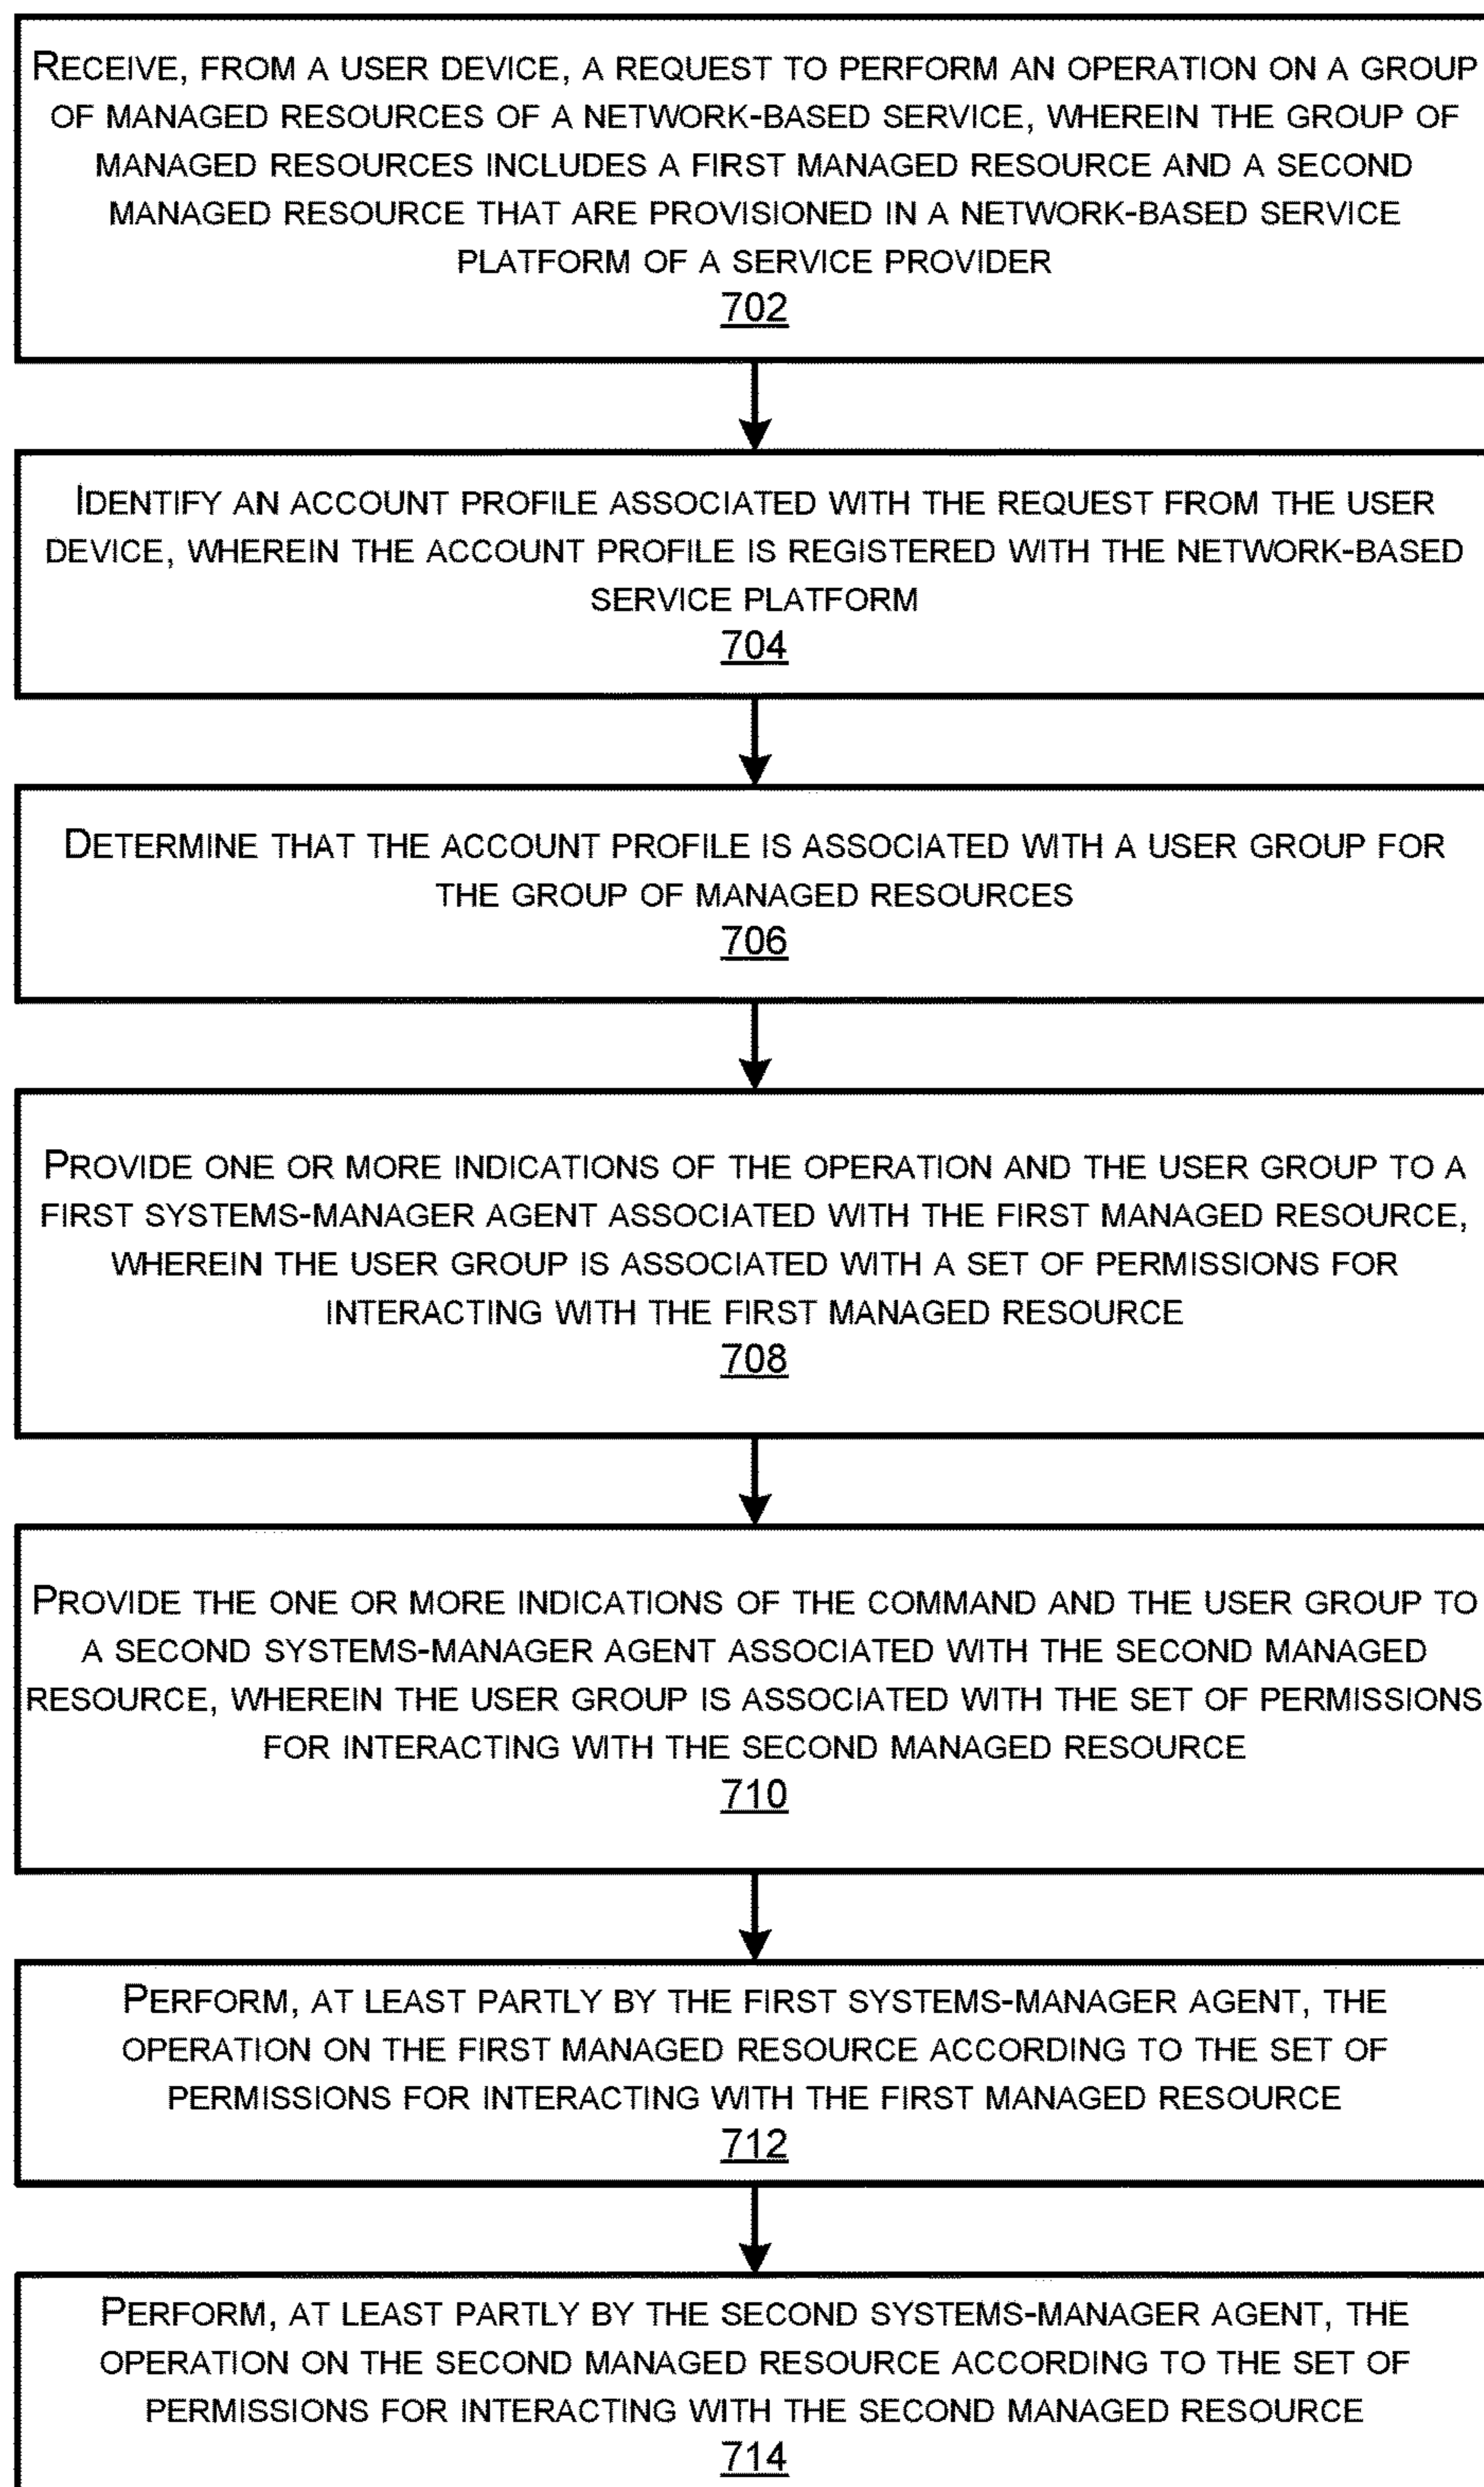 RECEIVE, FROM A USER DEVICE, A REQUEST TO PERFORM AN OPERATION ON A GROUP
OF MANAGED RESOURCES OF A NETWORK-BASED SERVICE, WHEREIN THE GROUP OF
MANAGED RESOURCES INCLUDES A FIRST MANAGED RESOURCE AND A SECOND
MANAGED RESOURCE THAT ARE PROVISIONED IN A NETWORK-BASED SERVICE
PLATFORM OF A SERVICE PROVIDER
702
IDENTIFY AN ACCOUNT PROFILE ASSOCIATED WITH THE REQUEST FROM THE USER
DEVICE, WHEREIN THE ACCOUNT PROFILE IS REGISTERED WITH THE NETWORK-BASED
SERVICE PLATFORM
704
DETERMINE THAT THE ACCOUNT PROFILE IS ASSOCIATED WITH A USER GROUP FOR
THE GROUP OF MANAGED RESOURCES
706
PROVIDE ONE OR MORE INDICATIONS OF THE OPERATION AND THE USER GROUP TO A
FIRST SYSTEMS-MANAGER AGENT ASSOCIATED WITH THE FIRST MANAGED RESOURCE,
WHEREIN THE USER GROUP IS ASSOCIATED WITH A SET OF PERMISSIONS FOR
INTERACTING WITH THE FIRST MANAGED RESOURCE
708
PROVIDE THE ONE OR MORE INDICATIONS OF THE COMMAND AND THE USER GROUP TO
A SECOND SYSTEMS-MANAGER AGENT ASSOCIATED WITH THE SECOND MANAGED
RESOURCE, WHEREIN THE USER GROUP IS ASSOCIATED WITH THE SET OF PERMISSIONS
FOR INTERACTING WITH THE SECOND MANAGED RESOURCE
710
PERFORM, AT LEAST PARTLY BY THE FIRST SYSTEMS-MANAGER AGENT, THE
OPERATION ON THE FIRST MANAGED RESOURCE ACCORDING TO THE SET OF
PERMISSIONS FOR INTERACTING WITH THE FIRST MANAGED RESOURCE
712
PERFORM, AT LEAST PARTLY BY THE SECOND SYSTEMS-MANAGER AGENT, THE
OPERATION ON THE SECOND MANAGED RESOURCE ACCORDING TO THE SET OF
PERMISSIONS FOR INTERACTING WITH THE SECOND MANAGED RESOURCE
714